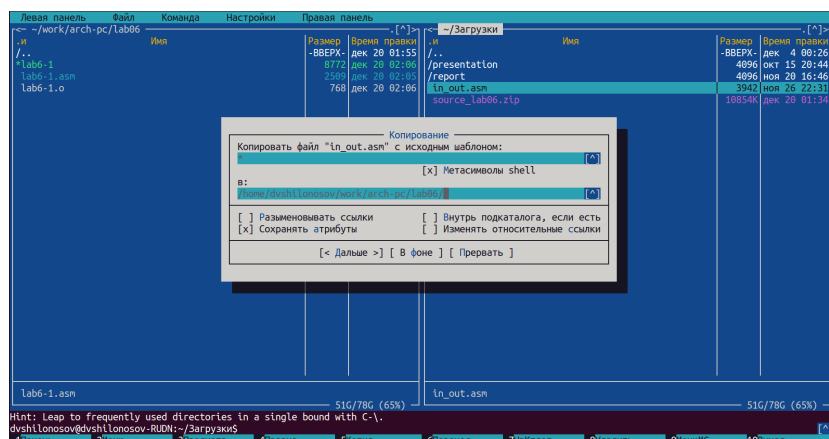 Левая панель Файл Команда Настройки Правая панель
<— ~/work/arch-pc/lab06 .[^]> <— ~/Загрузки .[^]>
.и Имя Размер Время правки .и Имя Размер Время правки
/.. -ВВЕРХ- дек 20 01:55 /.. -ВВЕРХ- дек 4 00:26
*lab6-1 8772 дек 20 02:06 /presentation 4096 окт 15 20:44
lab6-1.asm 2509 дек 20 02:05 /report 4096 ноя 20 16:46
lab6-1.o 768 дек 20 02:06 in_out.asm 3942 ноя 26 22:31
source_lab06.zip 10854K дек 20 01:34
Копирование
Копировать файл "in_out.asm" с исходным шаблоном:
* [^]
[x] Метасимволы shell
в:
/home/dvshilonosov/work/arch-pc/lab06/ [^]
[ ] Разыменовывать ссылки [ ] Внутрь подкаталога, если есть
[x] Сохранять атрибуты [ ] Изменять относительные ссылки
[< Дальше >] [ В фоне ] [ Прервать ]
lab6-1.asm in_out.asm
51G/78G (65%) 51G/78G (65%)
Hint: Leap to frequently used directories in a single bound with C-\.
dvshilonosov@dvshilonosov-RUDN:~/Загрузки$ [^